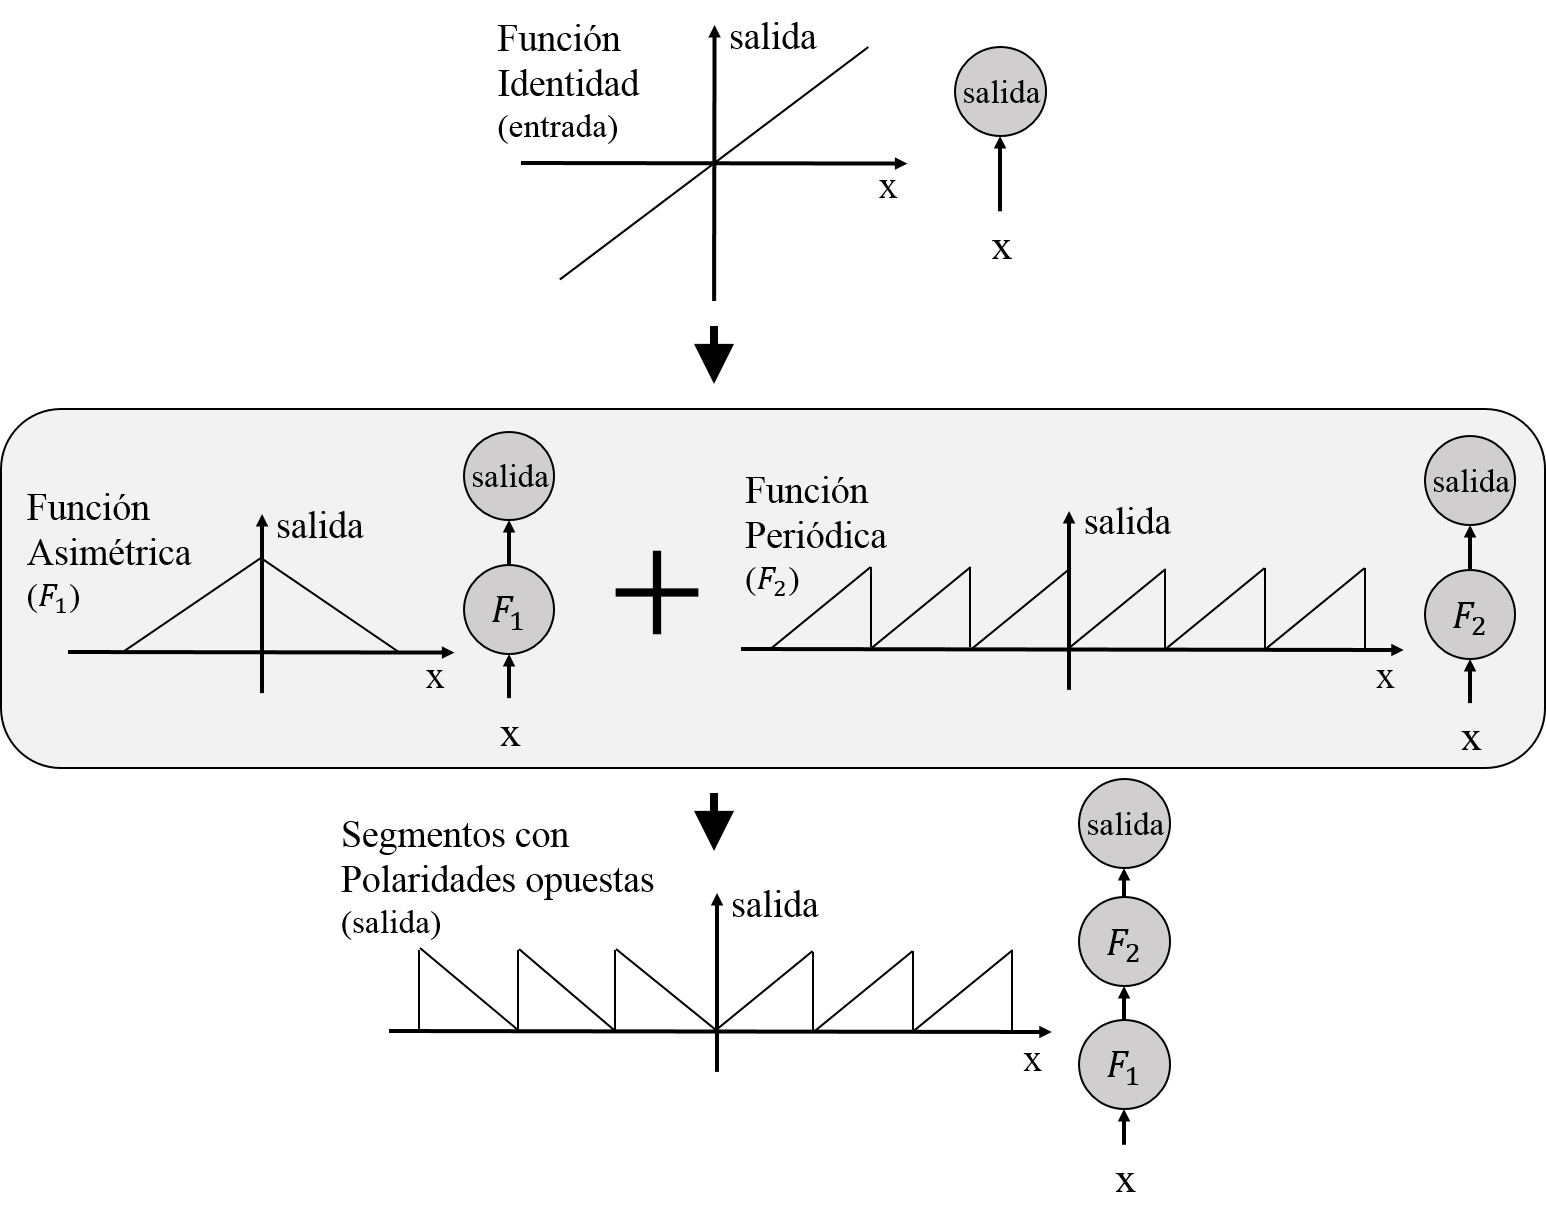 Función
Identidad
(entrada)
salida
x
salida
x
Función
Asimétrica
(F₁)
salida
x
salida
F₁
x
Función
Periódica
(F₂)
salida
x
salida
F₂
x
Segmentos con
Polaridades opuestas
(salida)
salida
x
salida
F₂
F₁
x